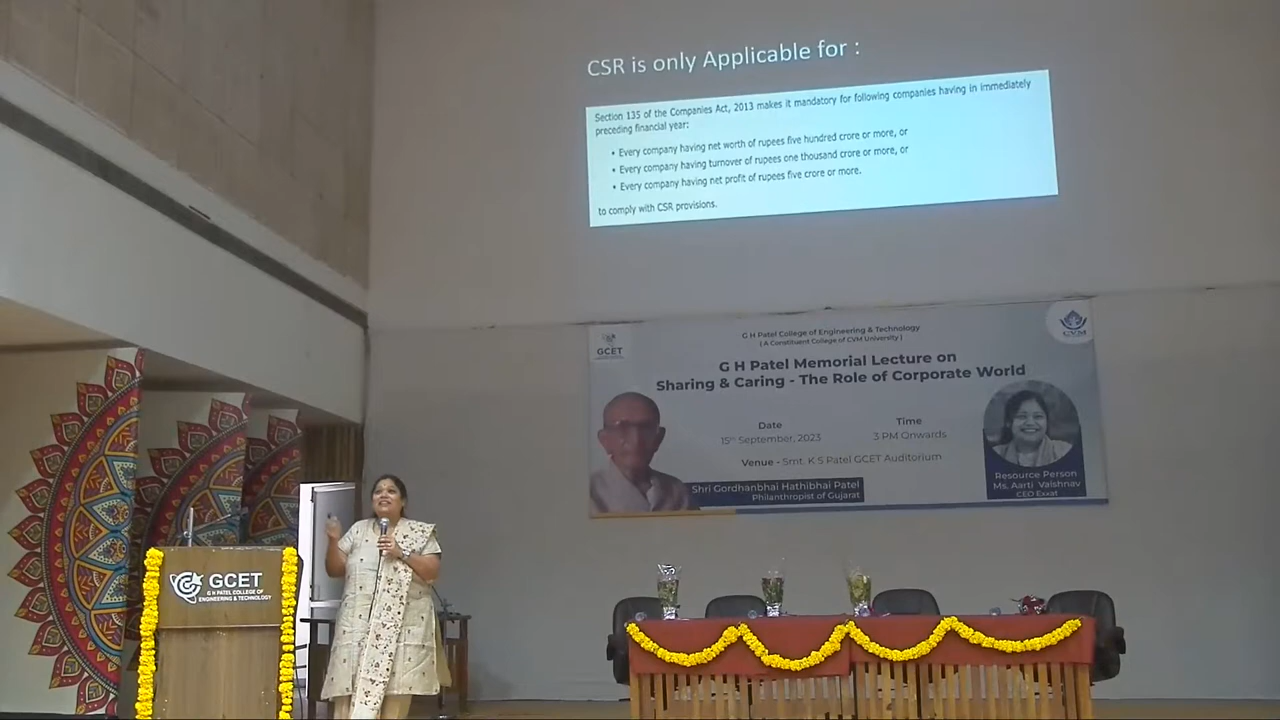 CSR is only Applicable for :
Section 135 of the Companies Act, 2013 makes it mandatory for following companies having in immediately
preceding financial year:
• Every company having net worth of rupees five hundred crore or more, or
• Every company having turnover of rupees one thousand crore or more, or
• Every company having net profit of rupees five crore or more.
to comply with CSR provisions.
GCET
G H Patel College of Engineering & Technology
( A Constituent College of CVM University )
CVM
G H Patel Memorial Lecture on
Sharing & Caring - The Role of Corporate World
Date
15th September, 2023
Time
3 PM Onwards
Venue - Smt. K S Patel GCET Auditorium
Shri Gordhanbhai Hathibhai Patel
Philanthropist of Gujarat
Resource Person
Ms. Aarti Vaishnav
CEO Exxat
GCET
G H PATEL COLLEGE OF
ENGINEERING & TECHNOLOGY